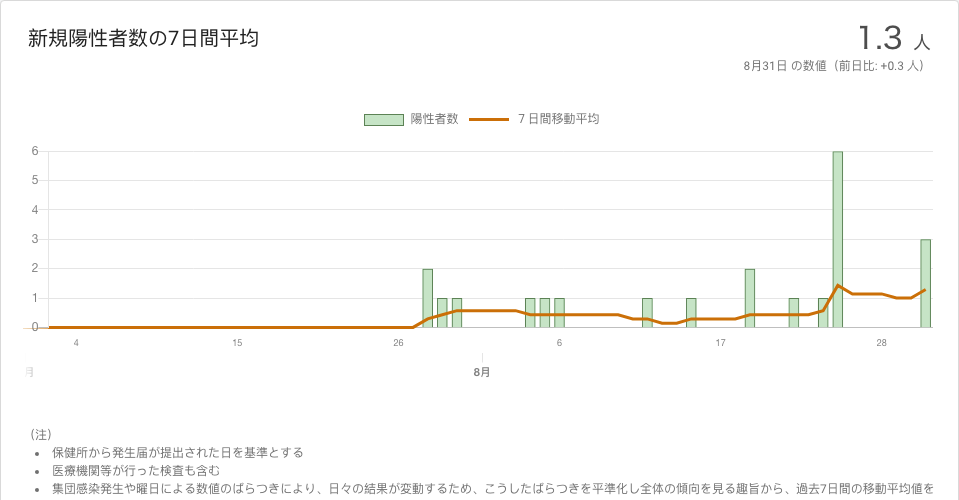 新規陽性者数の7日間平均
1.3 人
8月31日 の数値（前日比: +0.3 人）
陽性者数 7 日間移動平均
6
5
4
3
2
1
0
4 15 26 6 17 28
月 8月
（注）
• 保健所から発生届が提出された日を基準とする
• 医療機関等が行った検査も含む
• 集団感染発生や曜日による数値のばらつきにより、日々の結果が変動するため、こうしたばらつきを平準化し全体の傾向を見る趣旨から、過去7日間の移動平均値を